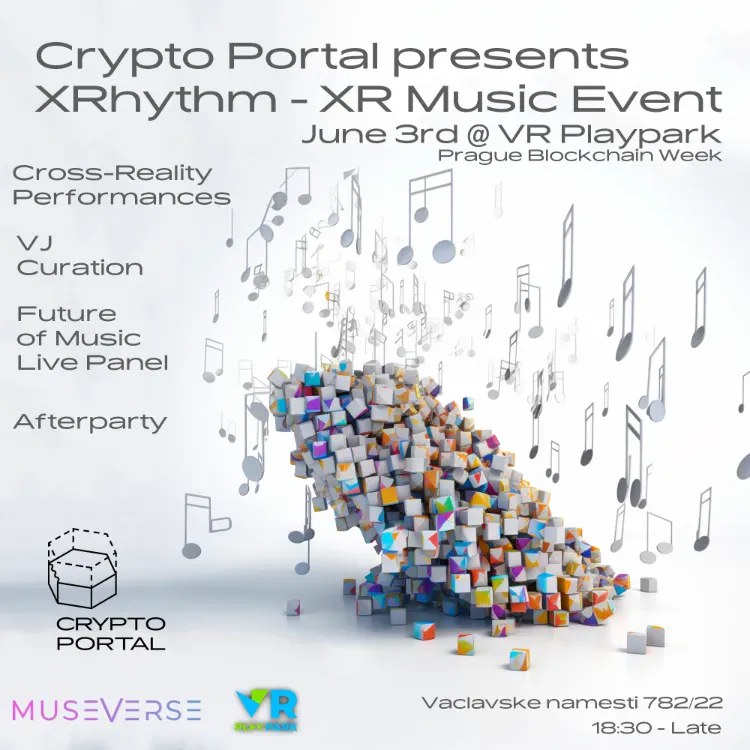 Crypto Portal presents
XRhythm - XR Music Event
June 3rd @ VR Playpark
Prague Blockchain Week
Cross-Reality
Performances
VJ
Curation
Future
of Music
Live Panel
Afterparty
CRYPTO
PORTAL
MUSEVERSE
VR
PLAYPARK
Vaclavske namesti 782/22
18:30 - Late